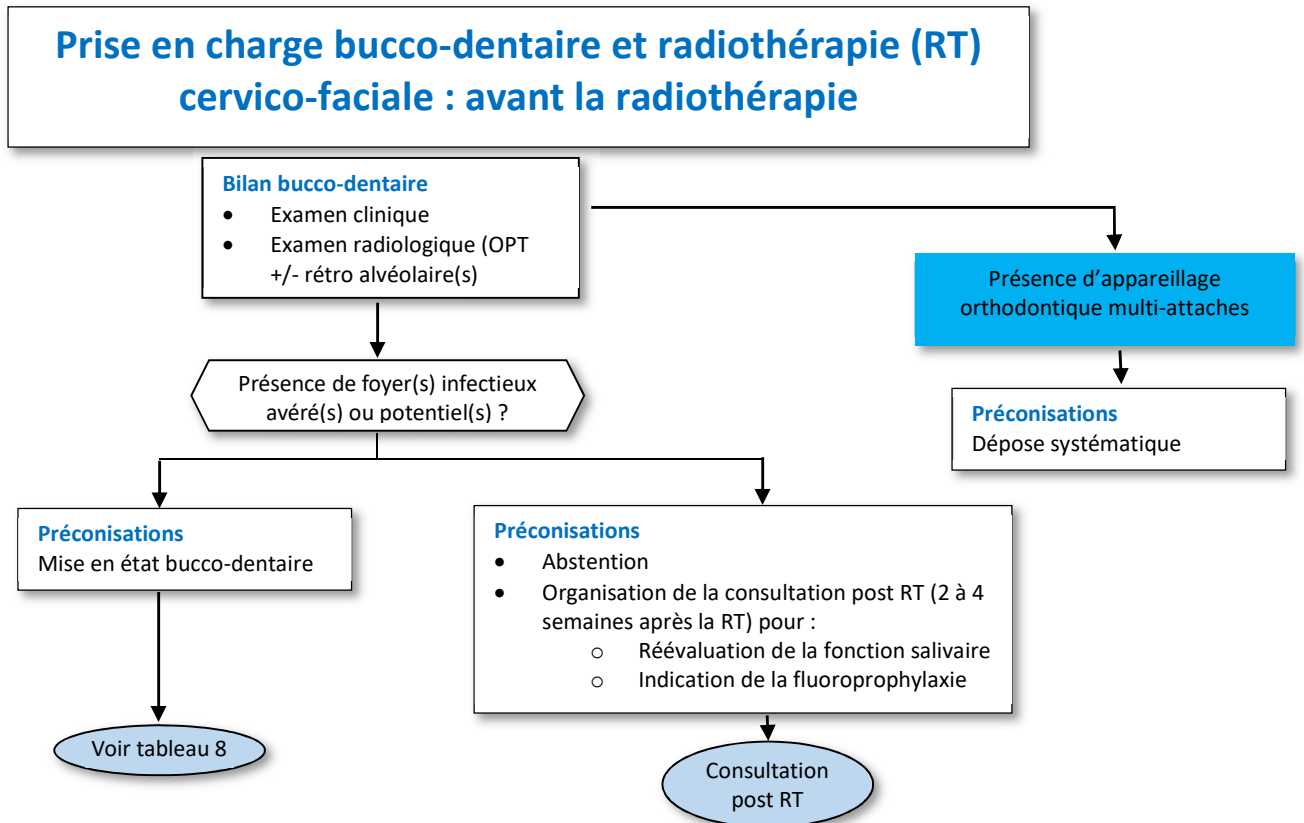 Prise en charge bucco-dentaire et radiothérapie (RT)
cervico-faciale : avant la radiothérapie
Bilan bucco-dentaire
• Examen clinique
• Examen radiologique (OPT
+/- rétro alvéolaire(s)
Présence d’appareillage
orthodontique multi-attaches
Présence de foyer(s) infectieux
avéré(s) ou potentiel(s) ?
Préconisations
Dépose systématique
Préconisations
Mise en état bucco-dentaire
Préconisations
• Abstention
• Organisation de la consultation post RT (2 à 4
semaines après la RT) pour :
o Réévaluation de la fonction salivaire
o Indication de la fluoroprophylaxie
Voir tableau 8
Consultation
post RT